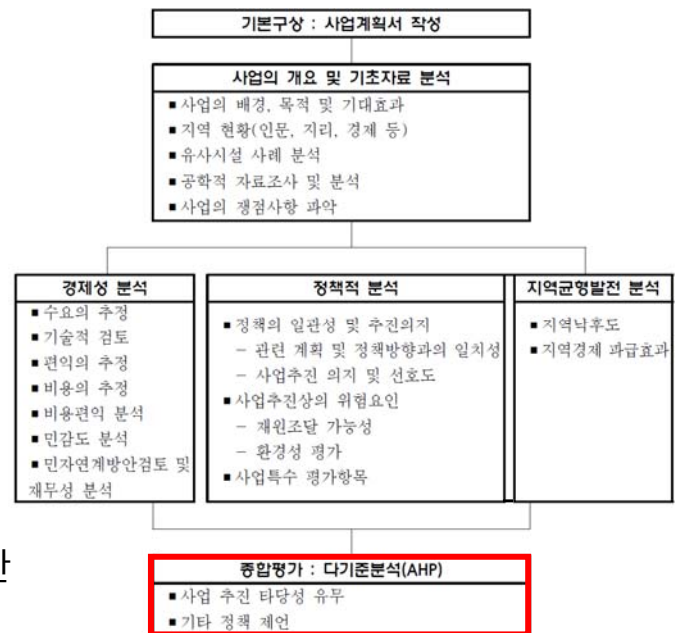 기본구상 : 사업계획서 작성
사업의 개요 및 기초자료 분석
■ 사업의 배경, 목적 및 기대효과
■ 지역 현황(인문, 지리, 경제 등)
■ 유사시설 사례 분석
■ 공학적 자료조사 및 분석
■ 사업의 쟁점사항 파악
경제성 분석
■ 수요의 추정
■ 기술적 검토
■ 편익의 추정
■ 비용의 추정
■ 비용편익 분석
■ 민감도 분석
■ 민자연계방안검토 및
재무성 분석
정책적 분석
■ 정책의 일관성 및 추진의지
– 관련 계획 및 정책방향과의 일치성
– 사업추진 의지 및 선호도
■ 사업추진상의 위험요인
– 재원조달 가능성
– 환경성 평가
■ 사업특수 평가항목
지역균형발전 분석
■ 지역낙후도
■ 지역경제 파급효과
종합평가 : 다기준분석(AHP)
■ 사업 추진 타당성 유무
■ 기타 정책 제언